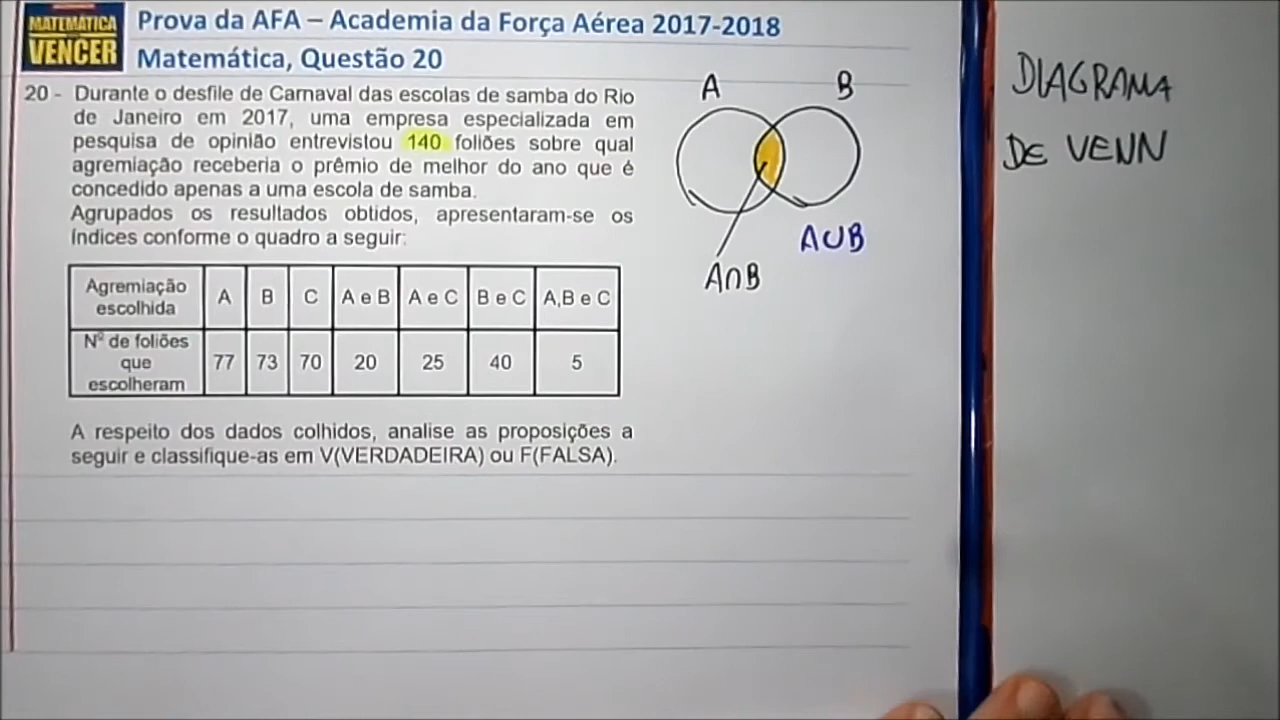 MATEMÁTICA
VENCER
Prova da AFA – Academia da Força Aérea 2017-2018
Matemática, Questão 20
20 - Durante o desfile de Carnaval das escolas de samba do Rio
de Janeiro em 2017, uma empresa especializada em
pesquisa de opinião entrevistou 140 foliões sobre qual
agremiação receberia o prêmio de melhor do ano que é
concedido apenas a uma escola de samba.
Agrupados os resultados obtidos, apresentaram-se os
índices conforme o quadro a seguir:
Agremiação escolhida A B C A e B A e C B e C A,B e C
Nº de foliões que escolheram 77 73 70 20 25 40 5
A respeito dos dados colhidos, analise as proposições a
seguir e classifique-as em V(VERDADEIRA) ou F(FALSA).
A B
A∪B
A∩B
DIAGRAMA
DE VENN